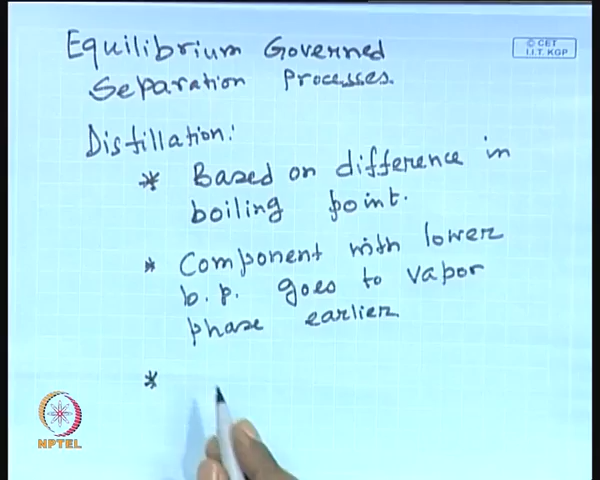 Equilibrium Governed
Separation Processes.
© CET
I.I.T. KGP
Distillation:
* Based on difference in
boiling point.
* Component with lower
b.p. goes to vapor
phase earlier.
*
NPTEL